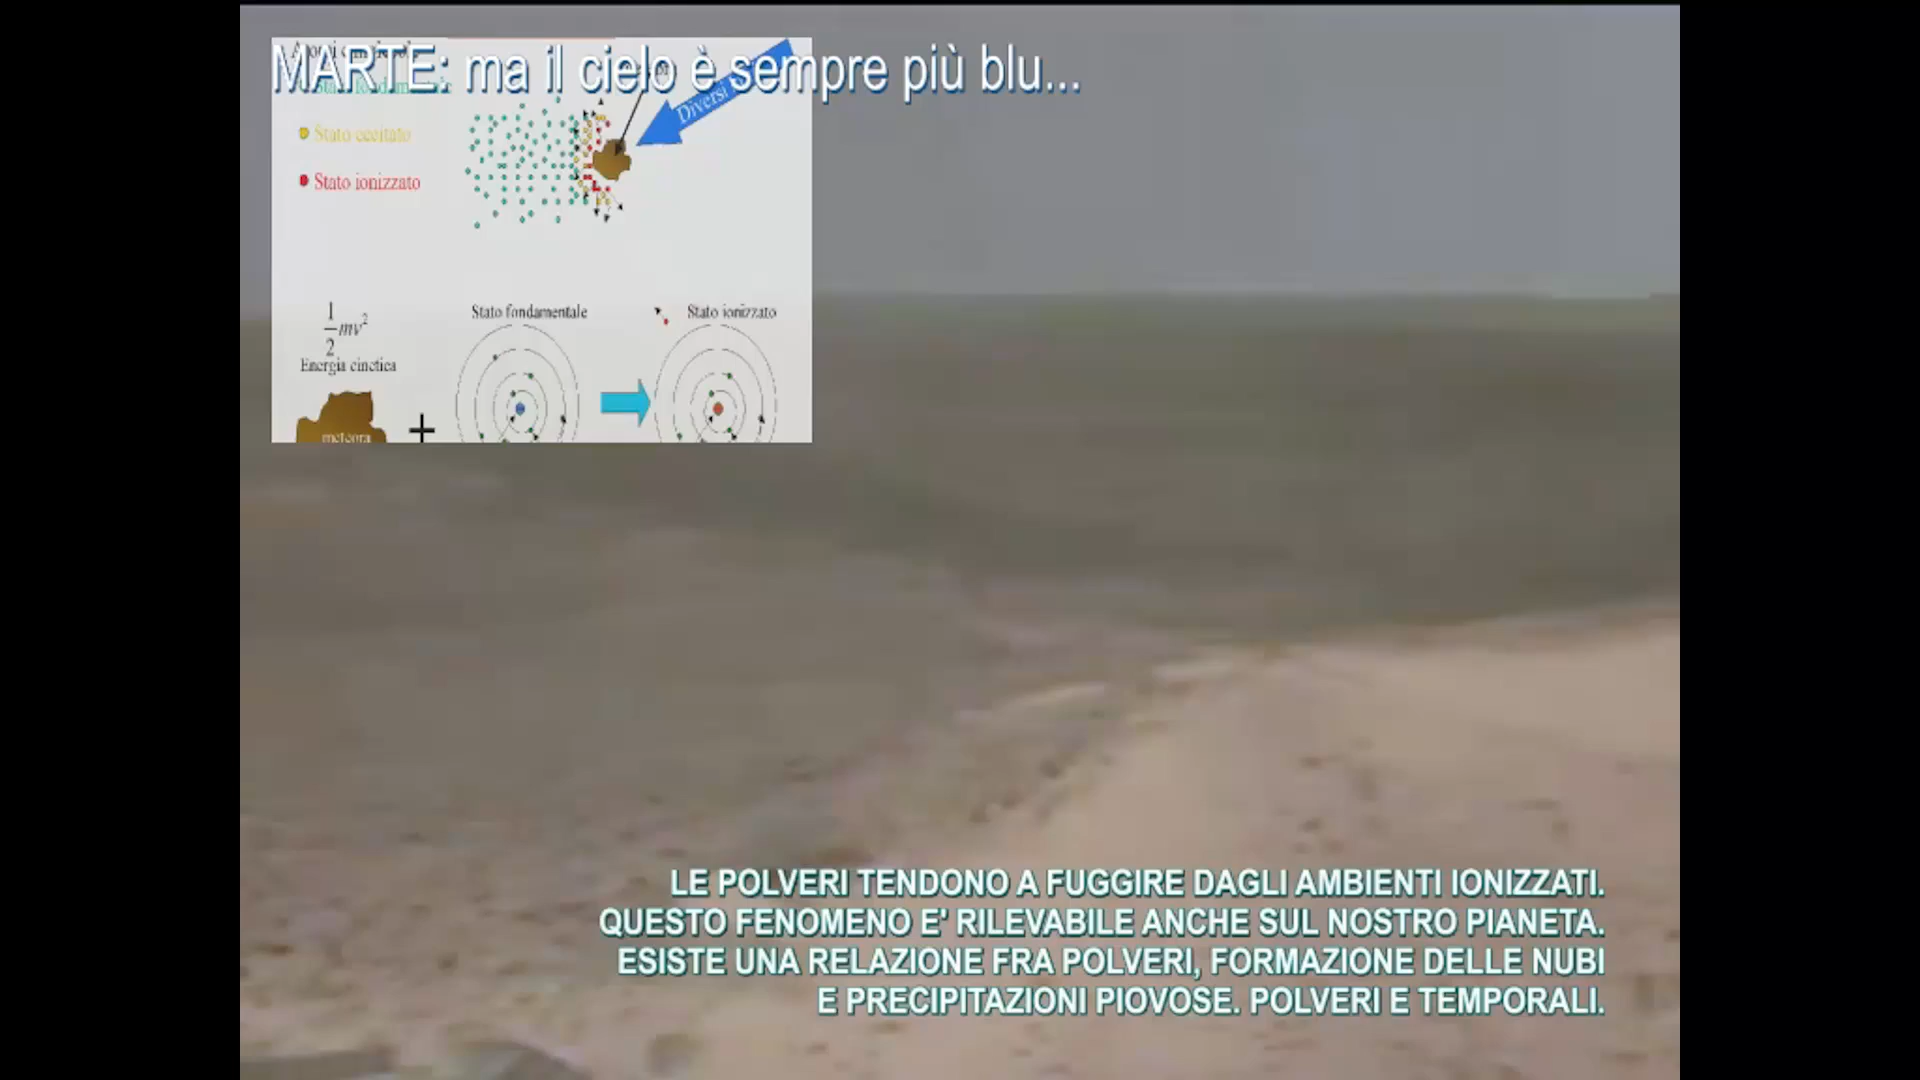 MARTE: ma il cielo è sempre più blu...
Diversi
Stato eccitato
Stato ionizzato
1/2 mv²
Energia cinetica
Stato fondamentale
Stato ionizzato
meteora
+
LE POLVERI TENDONO A FUGGIRE DAGLI AMBIENTI IONIZZATI.
QUESTO FENOMENO E' RILEVABILE ANCHE SUL NOSTRO PIANETA.
ESISTE UNA RELAZIONE FRA POLVERI, FORMAZIONE DELLE NUBI
E PRECIPITAZIONI PIOVOSE. POLVERI E TEMPORALI.